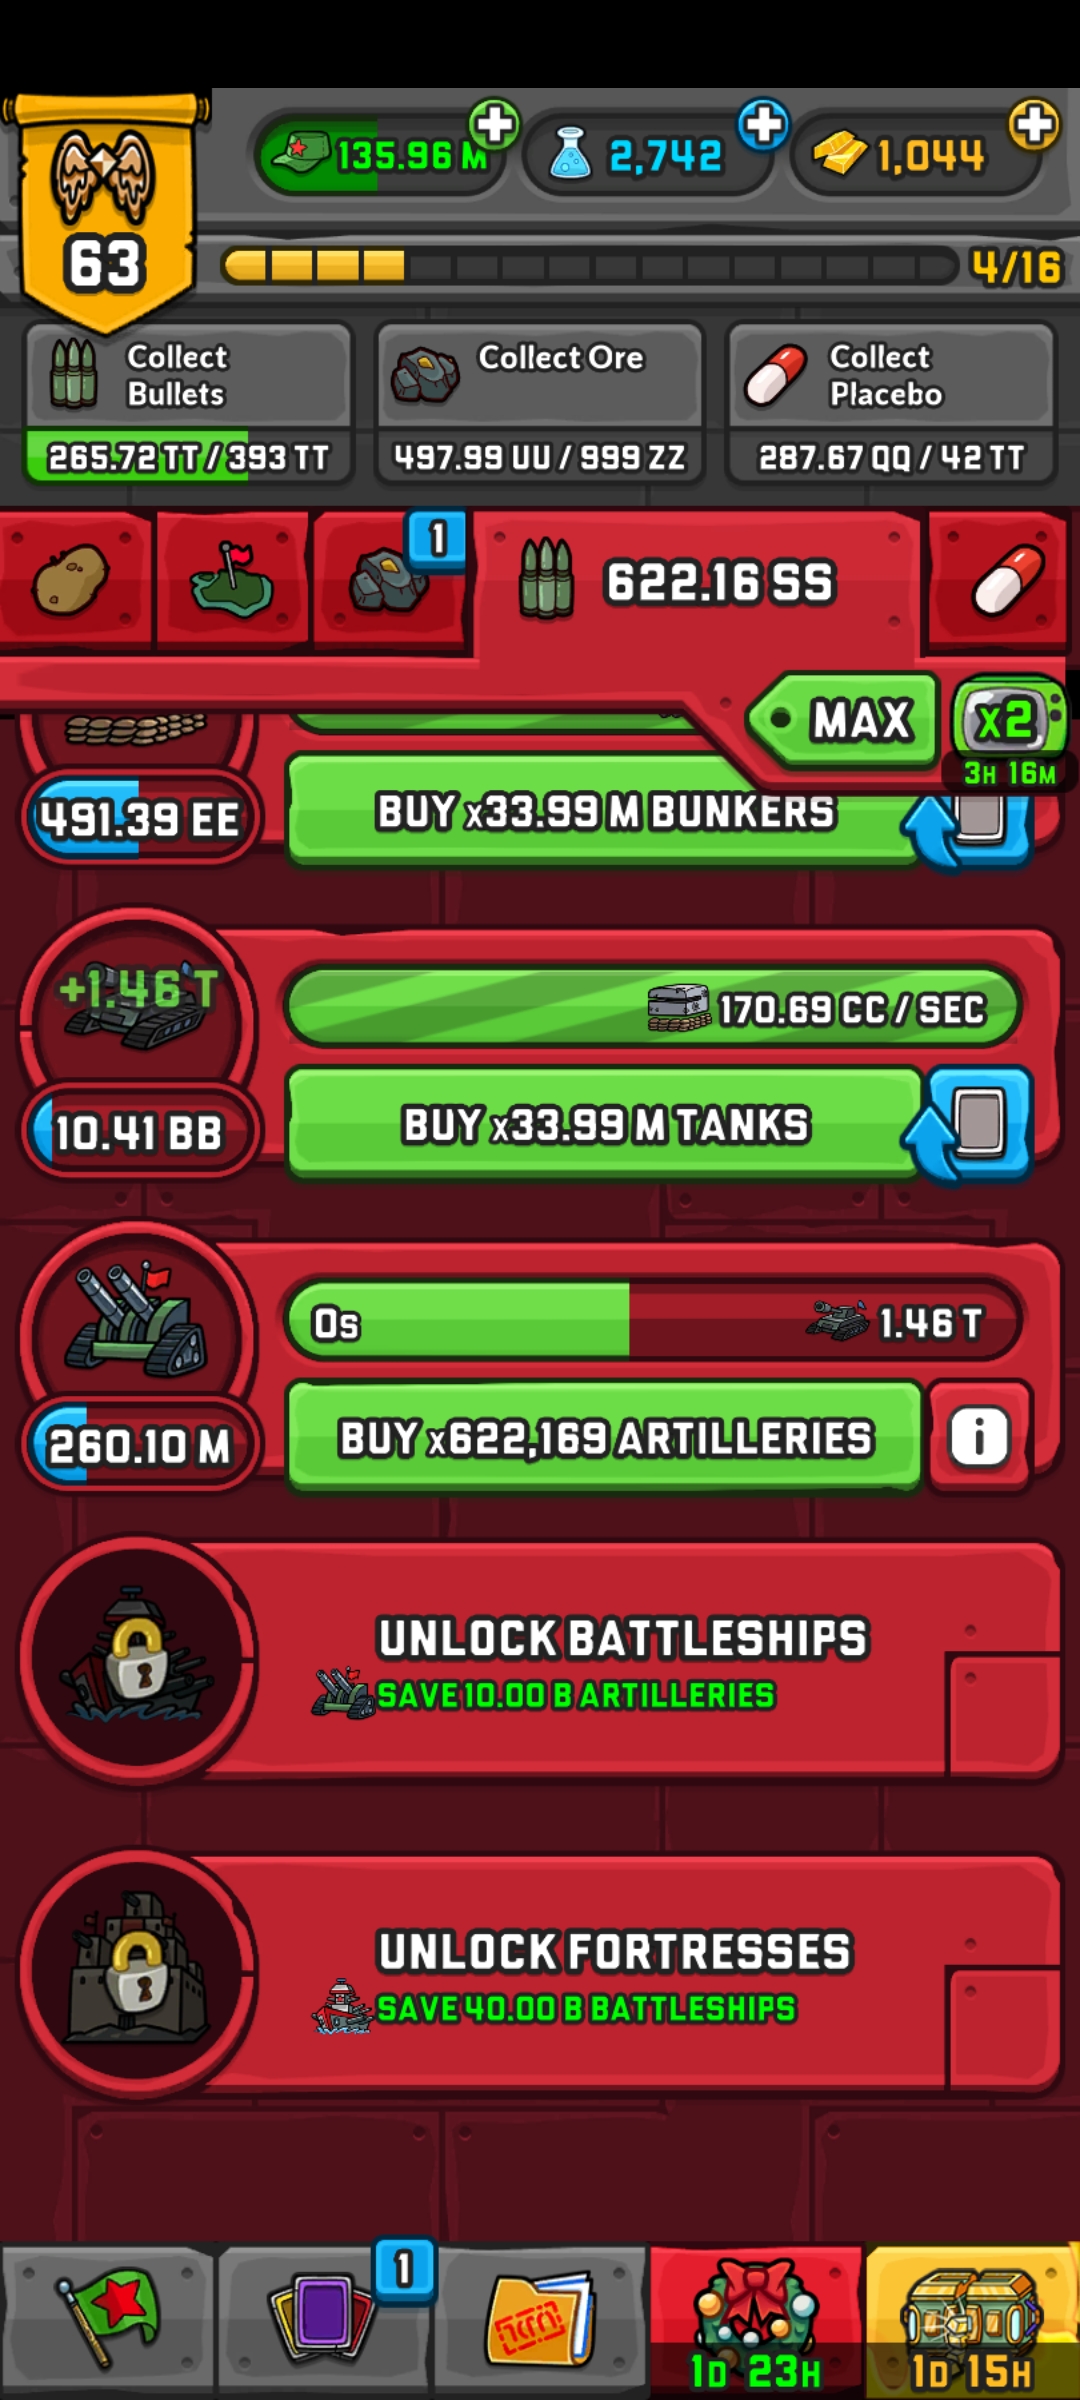 135.96 M
2,742
1,044
63
4/16
Collect
Bullets
Collect Ore
Collect
Placebo
265.72 TT / 393 TT
497.99 UU / 999 ZZ
287.67 QQ / 42 TT
1
622.16 SS
MAX
x2
3H 16M
491.39 EE
BUY x33.99 M BUNKERS
+1.46 T
170.69 CC / SEC
10.41 BB
BUY x33.99 M TANKS
0s
1.46 T
260.10 M
BUY x622,169 ARTILLERIES
i
UNLOCK BATTLESHIPS
SAVE 10.00 B ARTILLERIES
UNLOCK FORTRESSES
SAVE 40.00 B BATTLESHIPS
1
1D 23H
1D 15H